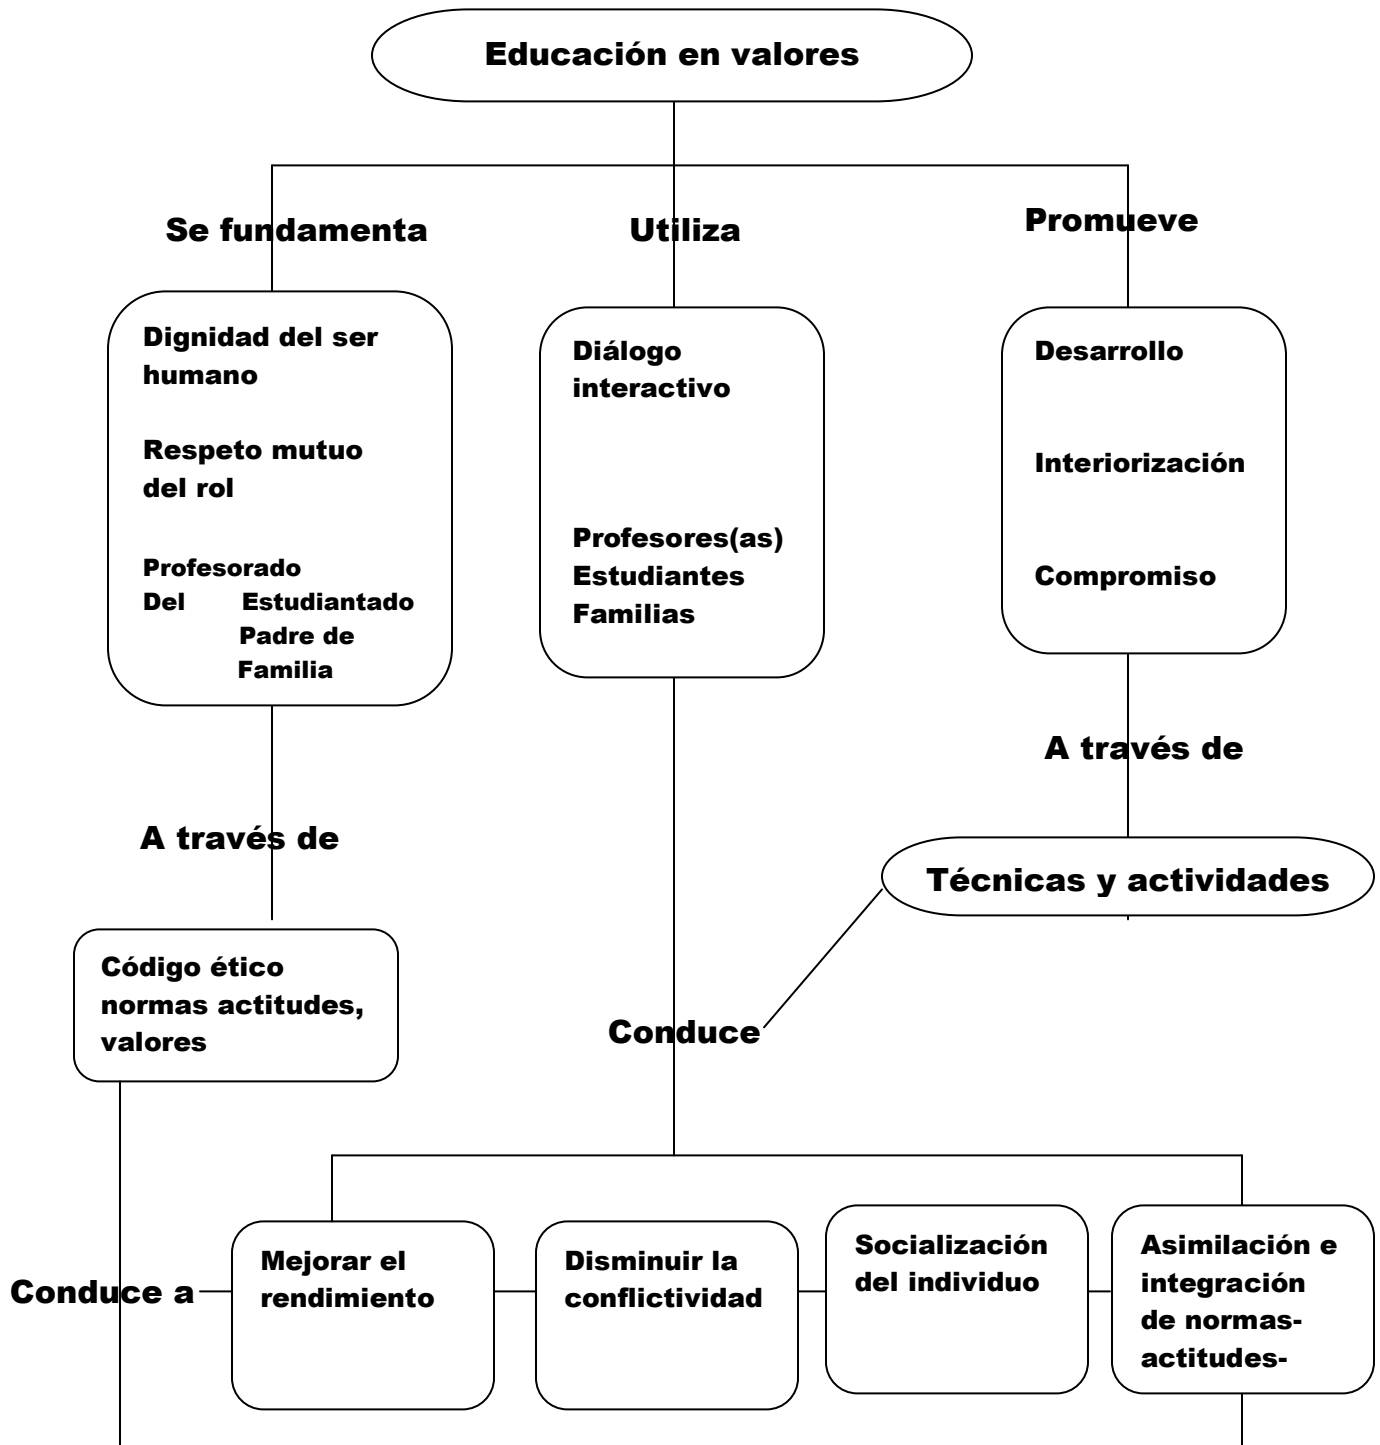 Educación en valores
Se fundamenta
Utiliza
Promueve
Dignidad del ser
humano
Respeto mutuo
del rol
Profesorado
Del Estudiantado
Padre de
Familia
Diálogo
interactivo
Profesores(as)
Estudiantes
Familias
Desarrollo
Interiorización
Compromiso
A través de
A través de
Técnicas y actividades
Código ético
normas actitudes,
valores
Conduce
Conduce a
Mejorar el
rendimiento
Disminuir la
conflictividad
Socialización
del individuo
Asimilación e
integración
de normas-
actitudes-